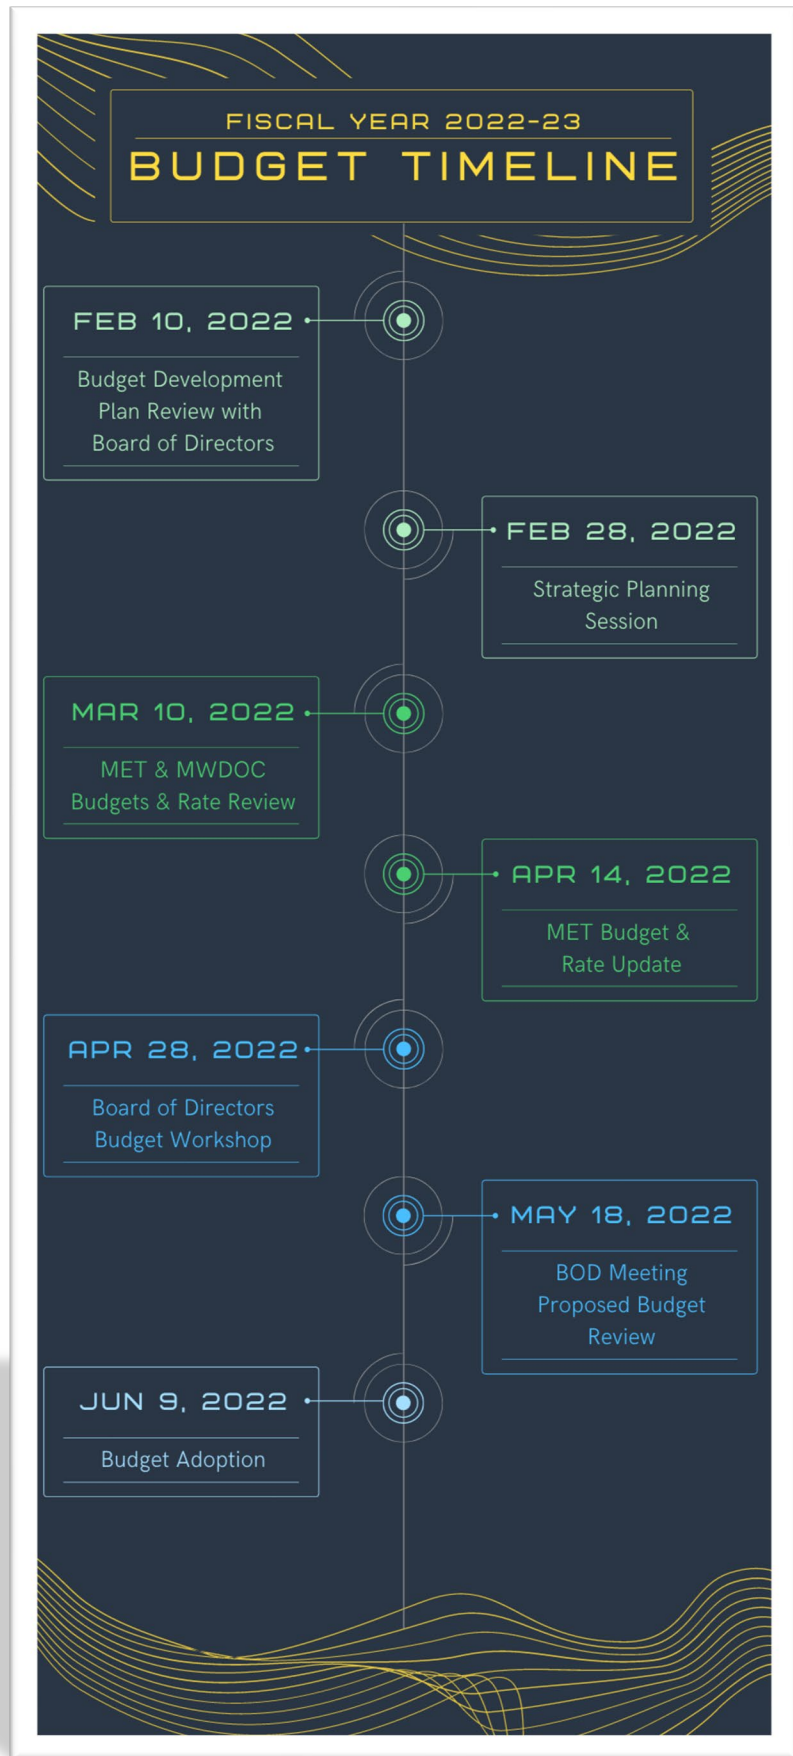 FISCAL YEAR 2022-23
BUDGET TIMELINE
FEB 10, 2022
Budget Development
Plan Review with
Board of Directors
FEB 28, 2022
Strategic Planning
Session
MAR 10, 2022
MET & MWDOC
Budgets & Rate Review
APR 14, 2022
MET Budget &
Rate Update
APR 28, 2022
Board of Directors
Budget Workshop
MAY 18, 2022
BOD Meeting
Proposed Budget
Review
JUN 9, 2022
Budget Adoption